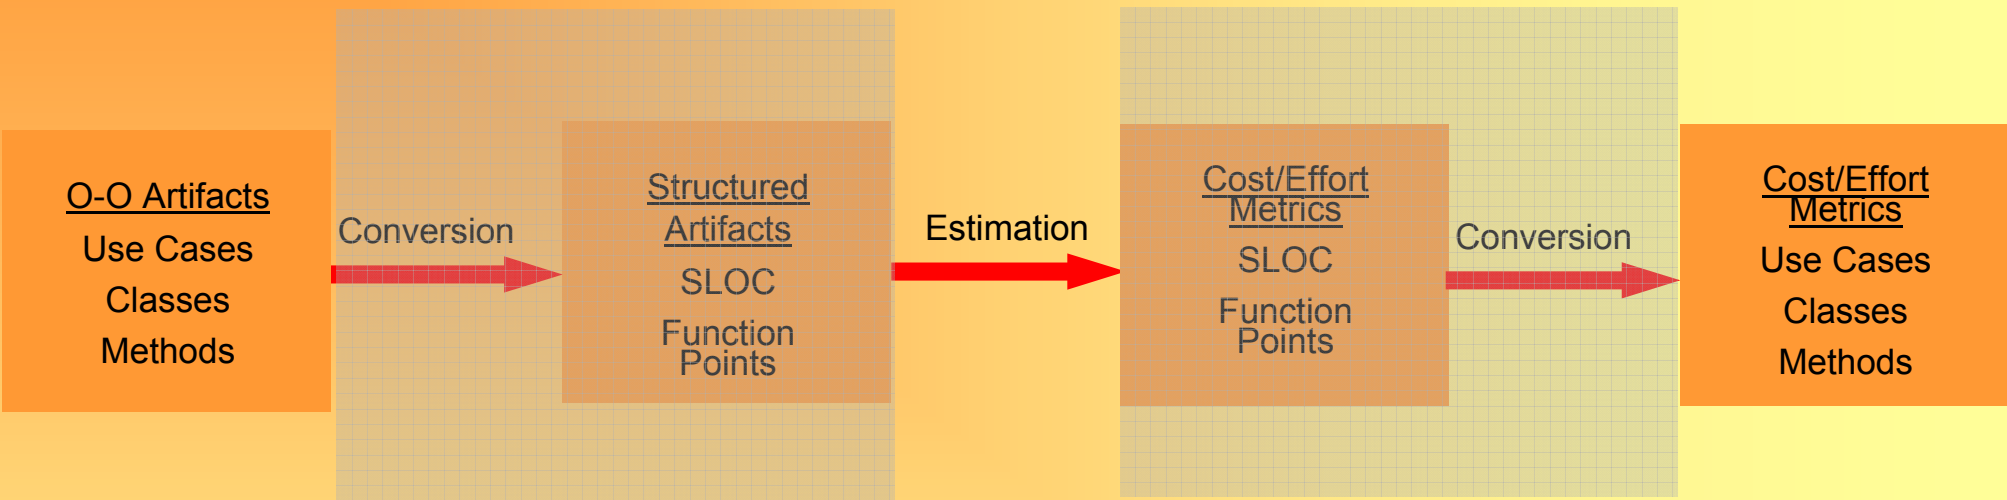 O-O Artifacts
Use Cases
Classes
Methods
Conversion
Structured
Artifacts
SLOC
Function
Points
Estimation
Cost/Effort
Metrics
SLOC
Function
Points
Conversion
Cost/Effort
Metrics
Use Cases
Classes
Methods